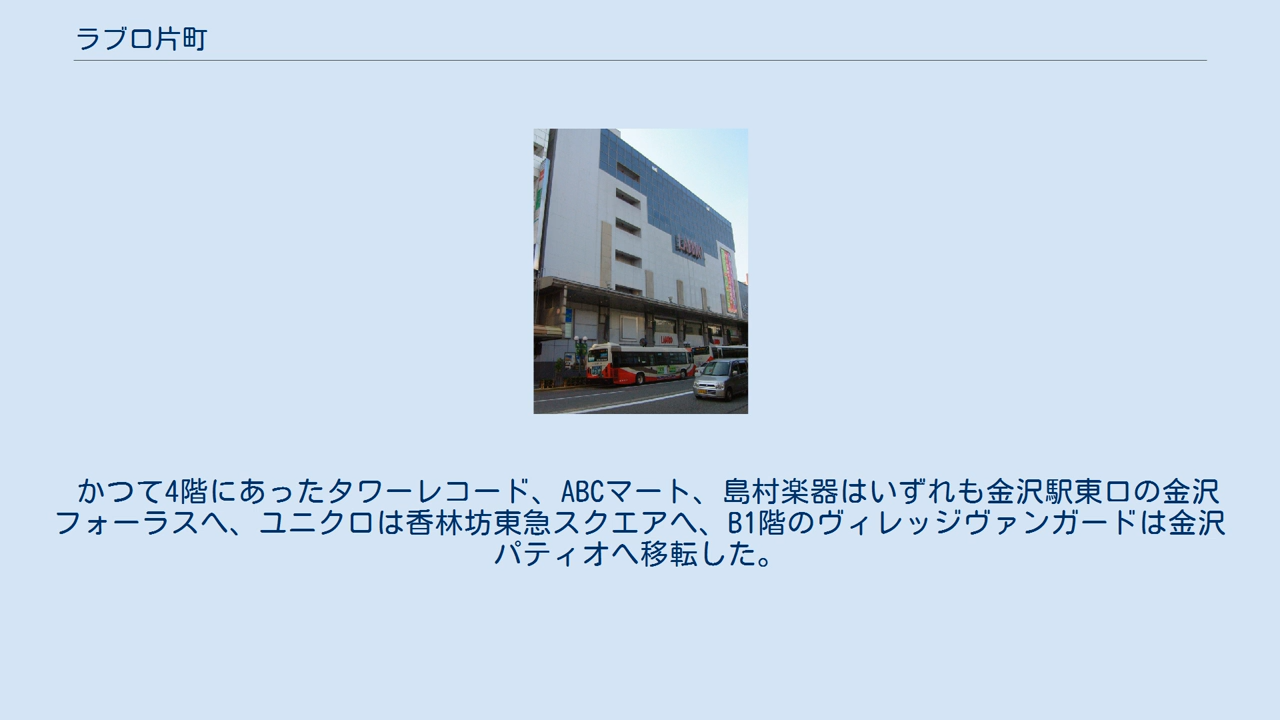 ラブロ片町
かつて4階にあったタワーレコード、ABCマート、島村楽器はいずれも金沢駅東口の金沢
フォーラスへ、ユニクロは香林坊東急スクエアへ、B1階のヴィレッジヴァンガードは金沢
パティオへ移転した。